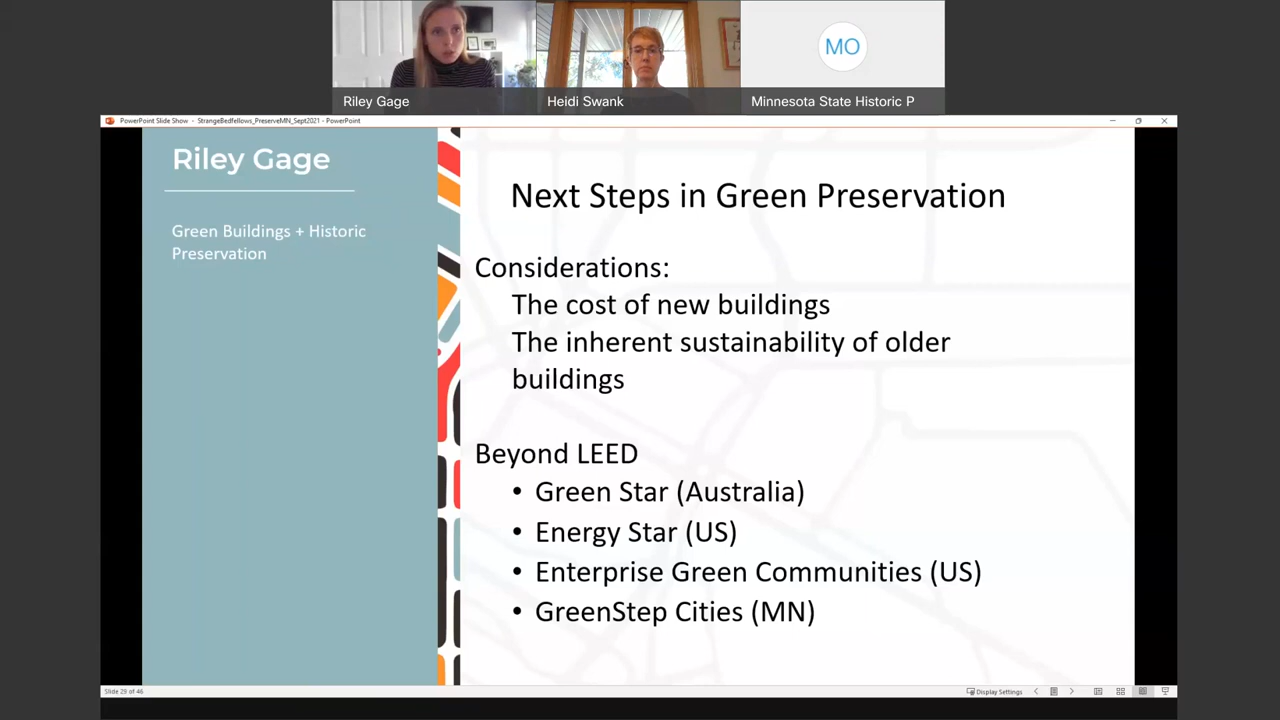 MO
Riley Gage
Heidi Swank
Minnesota State Historic P
PowerPoint Slide Show - StrangeBedfellows_PreserveMN_Sept2021 - PowerPoint
Riley Gage
Green Buildings + Historic
Preservation
Next Steps in Green Preservation
Considerations:
The cost of new buildings
The inherent sustainability of older
buildings
Beyond LEED
• Green Star (Australia)
• Energy Star (US)
• Enterprise Green Communities (US)
• GreenStep Cities (MN)
Slide 29 of 46
Display Settings